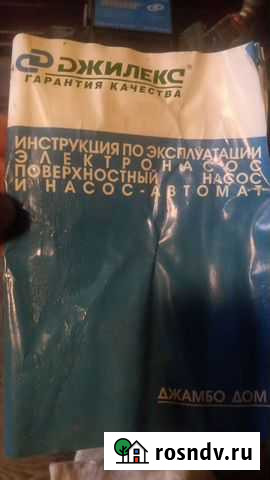 ДЖИЛЕКС
ГАРАНТИЯ КАЧЕСТВА
ИНСТРУКЦИЯ ПО ЭКСПЛУАТАЦИИ
ЭЛЕКТРОНАСОС
ПОВЕРХНОСТНЫЙ НАСОС
И НАСОС-АВТОМАТ
ДЖАМБО ДОМ
rosndv.ru